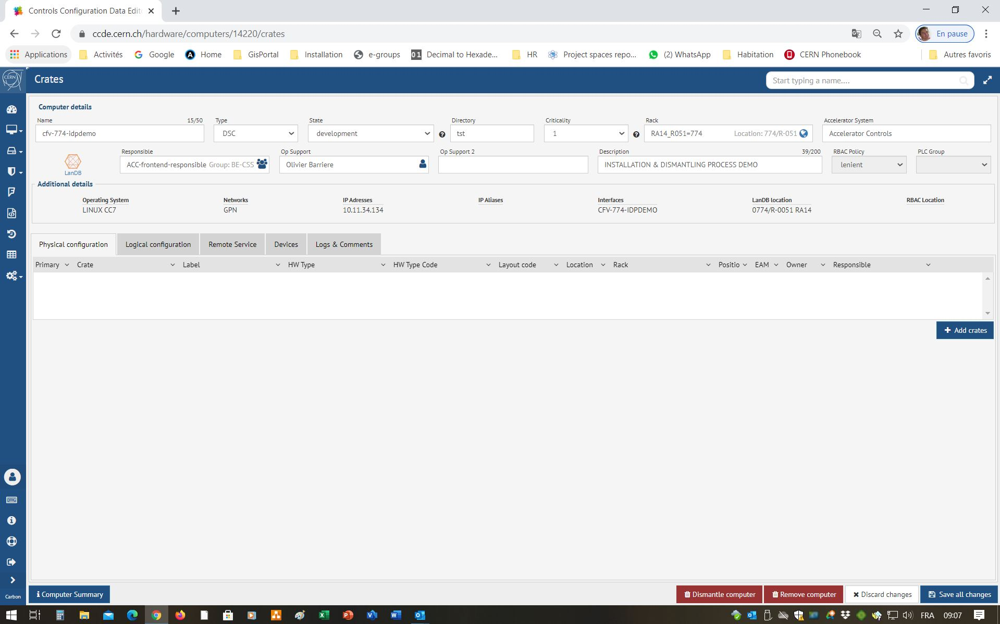 Controls Configuration Data Edit
ccde.cern.ch/hardware/computers/14220/crates
En pause
Applications Activités Google Home GisPortal Installation e-groups Decimal to Hexade... HR Project spaces repo... (2) WhatsApp Habitation CERN Phonebook Autres favoris
CERN
Crates
Start typing a name....
Computer details
Name 15/50 Type State Directory Criticality Rack Accelerator System
cfv-774-idpdemo DSC development tst 1 RA14_R051=774 Location: 774/R-051 Accelerator Controls
Responsible Op Support Op Support 2 Description 39/200 RBAC Policy PLC Group
LanDB ACC-frontend-responsible Group: BE-CSS Olivier Barriere INSTALLATION & DISMANTLING PROCESS DEMO lenient
Additional details
Operating System Networks IP Adresses IP Aliases Interfaces LanDB location RBAC Location
LINUX CC7 GPN 10.11.34.134 CFV-774-IDPDEMO 0774/R-0051 RA14
Physical configuration Logical configuration Remote Service Devices Logs & Comments
Primary Crate Label HW Type HW Type Code Layout code Location Rack Positio EAM Owner Responsible
Add crates
Carbon
Computer Summary Dismantle computer Remove computer Discard changes Save all changes
FRA 09:07